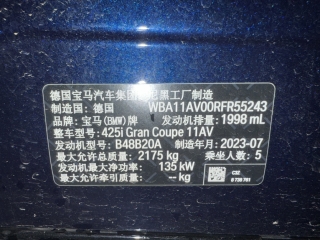 德国宝马汽车集团慕尼黑工厂制造
制造国：德国 WBA11AV00RFR55243
品牌：宝马(BMW)牌 发动机排量：1998 mL
整车型号：425i Gran Coupe 11AV
发动机型号：B48B20A 制造年月：2023-07
最大允许总质量：2175 kg 乘坐人数：5
发动机最大净功率：135 kW
最大允许牵引质量：-- kg